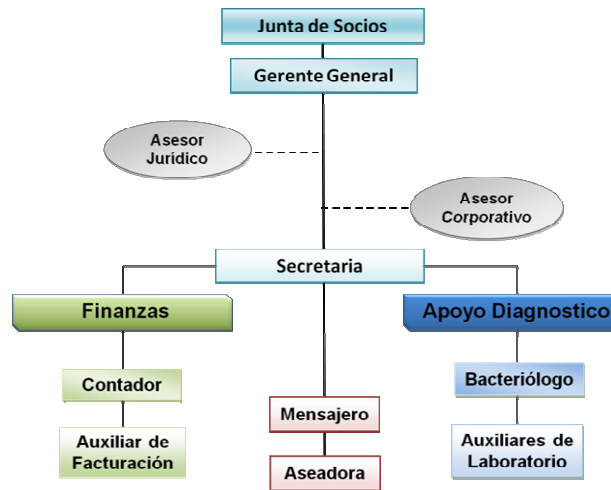 Junta de Socios
Gerente General
Asesor
Jurídico
Asesor
Corporativo
Secretaria
Finanzas
Apoyo Diagnostico
Contador
Bacteriólogo
Mensajero
Auxiliar de
Facturación
Auxiliares de
Laboratorio
Aseadora